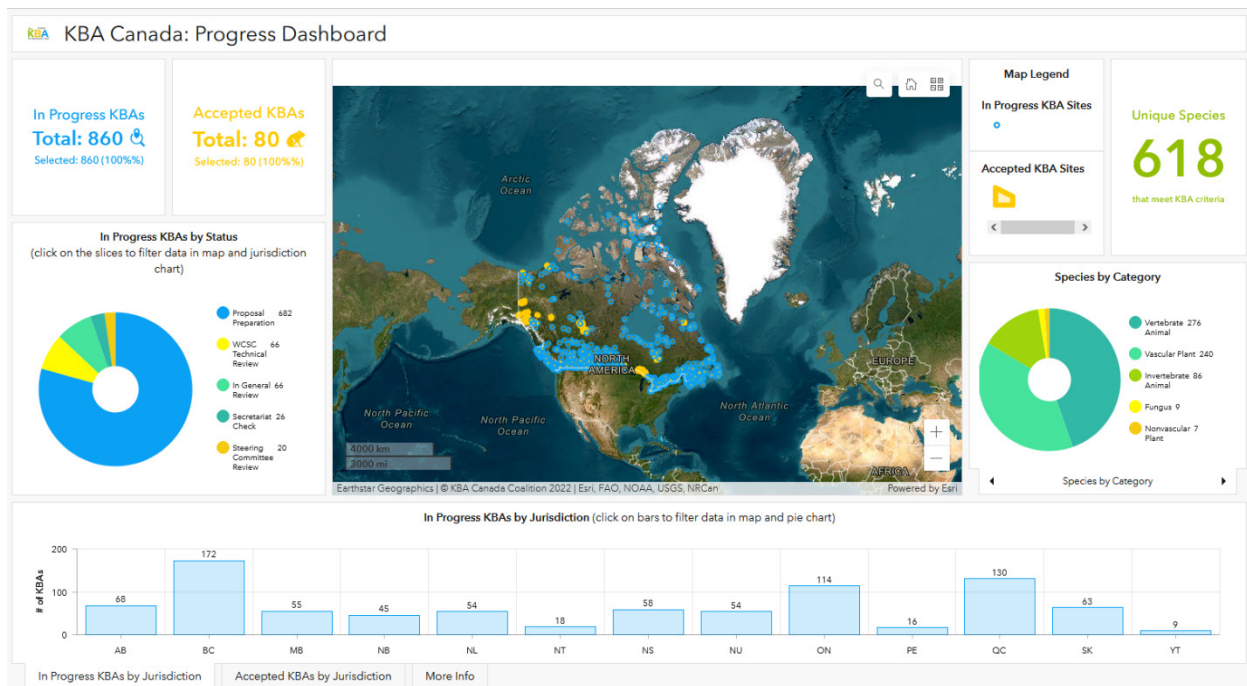 KBA
KBA Canada: Progress Dashboard
In Progress KBAs
Total: 860
Selected: 860 (100%%)
Accepted KBAs
Total: 80
Selected: 80 (100%%)
In Progress KBAs by Status
(click on the slices to filter data in map and jurisdiction
chart)
Proposal 682
Preparation
WCSC 66
Technical
Review
In General 66
Review
Secretariat 26
Check
Steering 20
Committee
Review
Arctic
Ocean
NORTH
AMERICA
EUROPE
North Pacific
Ocean
North Pacific
Ocean
North Atlantic
Ocean
AFRICA
+
−
4000 km
3000 mi
Earthstar Geographics | © KBA Canada Coalition 2022 | Esri, FAO, NOAA, USGS, NRCan
Powered by Esri
Map Legend
In Progress KBA Sites
Accepted KBA Sites
Unique Species
618
that meet KBA criteria
Species by Category
Vertebrate 276
Animal
Vascular Plant 240
Invertebrate 86
Animal
Fungus 9
Nonvascular 7
Plant
Species by Category
In Progress KBAs by Jurisdiction (click on bars to filter data in map and pie chart)
# of KBAs
200
100
0
68
172
55
45
54
18
58
54
114
16
130
63
9
AB
BC
MB
NB
NL
NT
NS
NU
ON
PE
QC
SK
YT
In Progress KBAs by Jurisdiction
Accepted KBAs by Jurisdiction
More Info